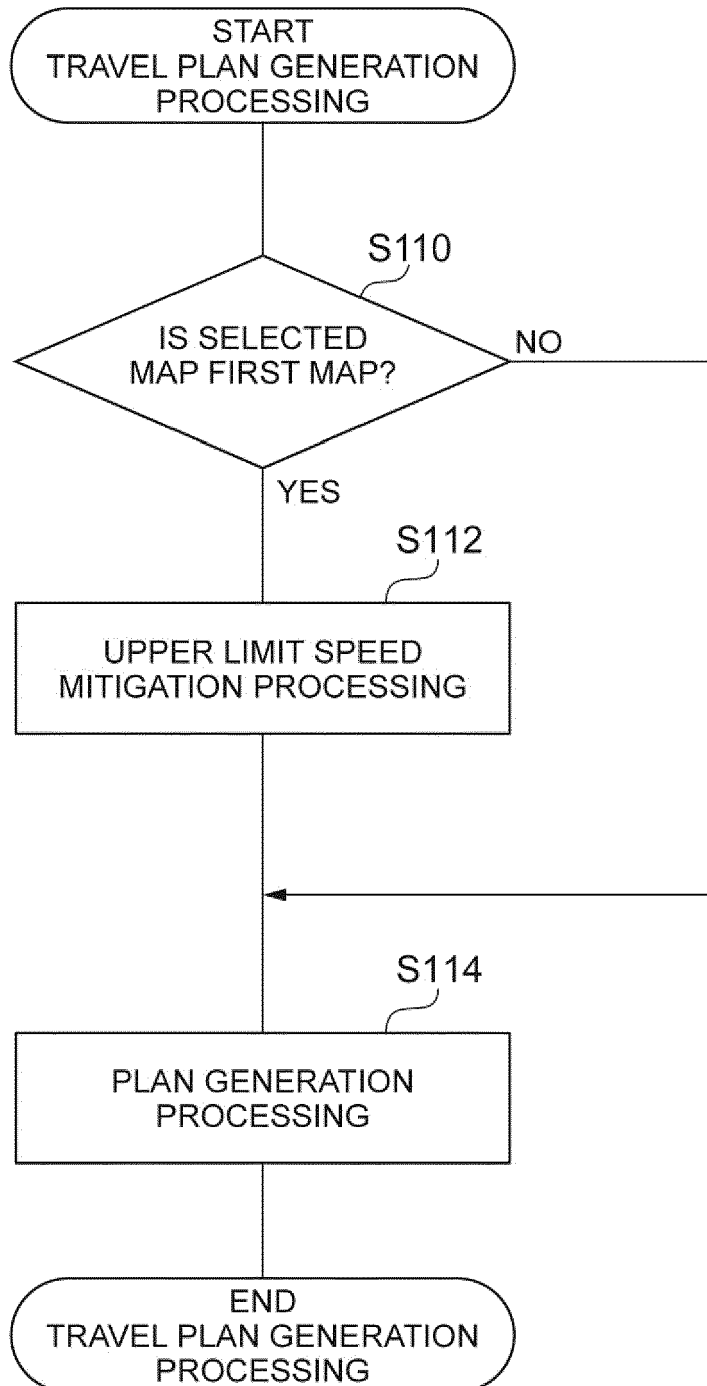 START
TRAVEL PLAN GENERATION
PROCESSING
S110
IS SELECTED
MAP FIRST MAP?
NO
YES
S112
UPPER LIMIT SPEED
MITIGATION PROCESSING
S114
PLAN GENERATION
PROCESSING
END
TRAVEL PLAN GENERATION
PROCESSING